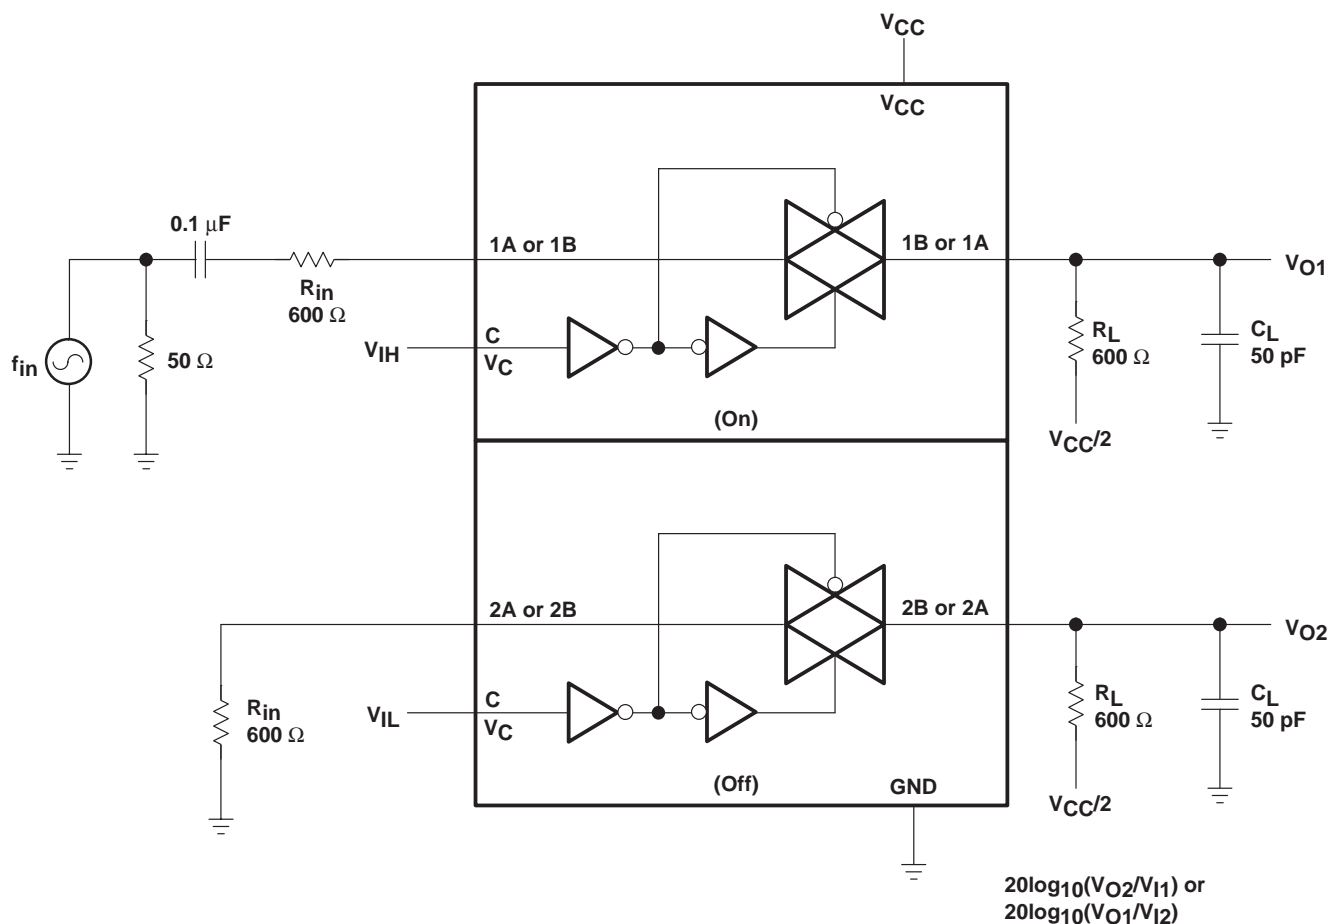 VCC
VCC
0.1 μF
1A or 1B
1B or 1A
VO1
Rin
600 Ω
fin
50 Ω
VIH
C
VC
RL
600 Ω
CL
50 pF
(On)
VCC/2
2A or 2B
2B or 2A
VO2
Rin
600 Ω
VIL
C
VC
RL
600 Ω
CL
50 pF
(Off)
GND
VCC/2
20log10(VO2/VI1) or
20log10(VO1/VI2)